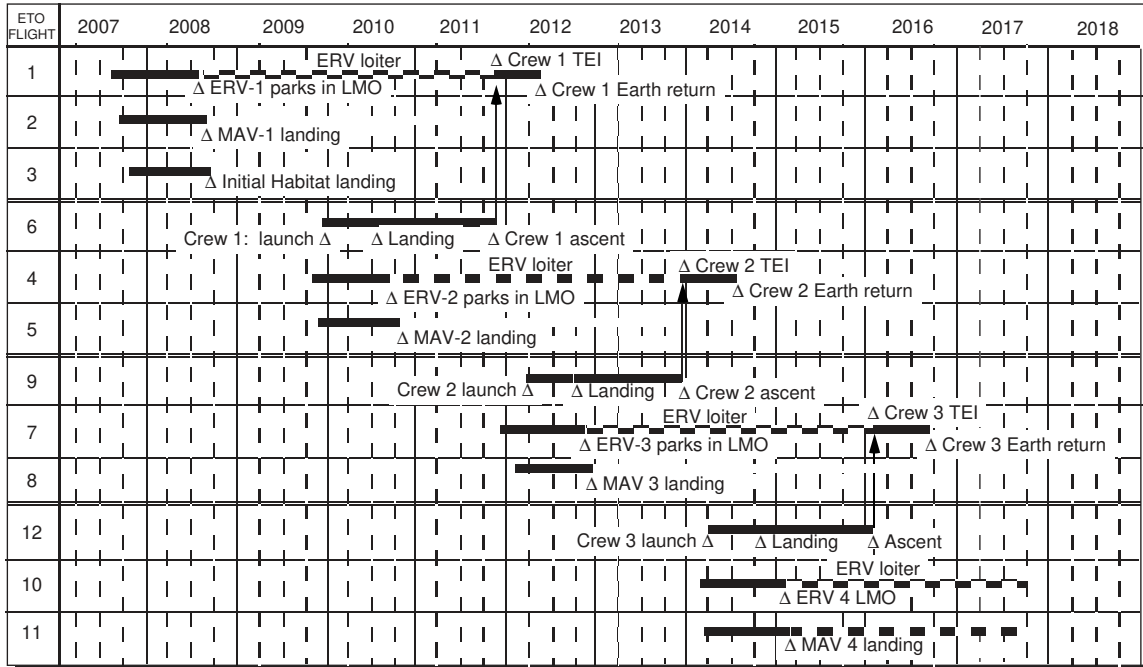 ETO FLIGHT 2007 2008 2009 2010 2011 2012 2013 2014 2015 2016 2017 2018
1 ERV loiter Δ Crew 1 TEI
Δ ERV-1 parks in LMO Δ Crew 1 Earth return
2 Δ MAV-1 landing
3 Δ Initial Habitat landing
6 Crew 1: launch Δ Δ Landing Δ Crew 1 ascent
4 ERV loiter Δ Crew 2 TEI
Δ ERV-2 parks in LMO Δ Crew 2 Earth return
5 Δ MAV-2 landing
9 Crew 2 launch Δ Δ Landing Δ Crew 2 ascent
7 ERV loiter Δ Crew 3 TEI
Δ ERV-3 parks in LMO Δ Crew 3 Earth return
8 Δ MAV 3 landing
12 Crew 3 launch Δ Δ Landing Δ Ascent
10 ERV loiter
Δ ERV 4 LMO
11 Δ MAV 4 landing